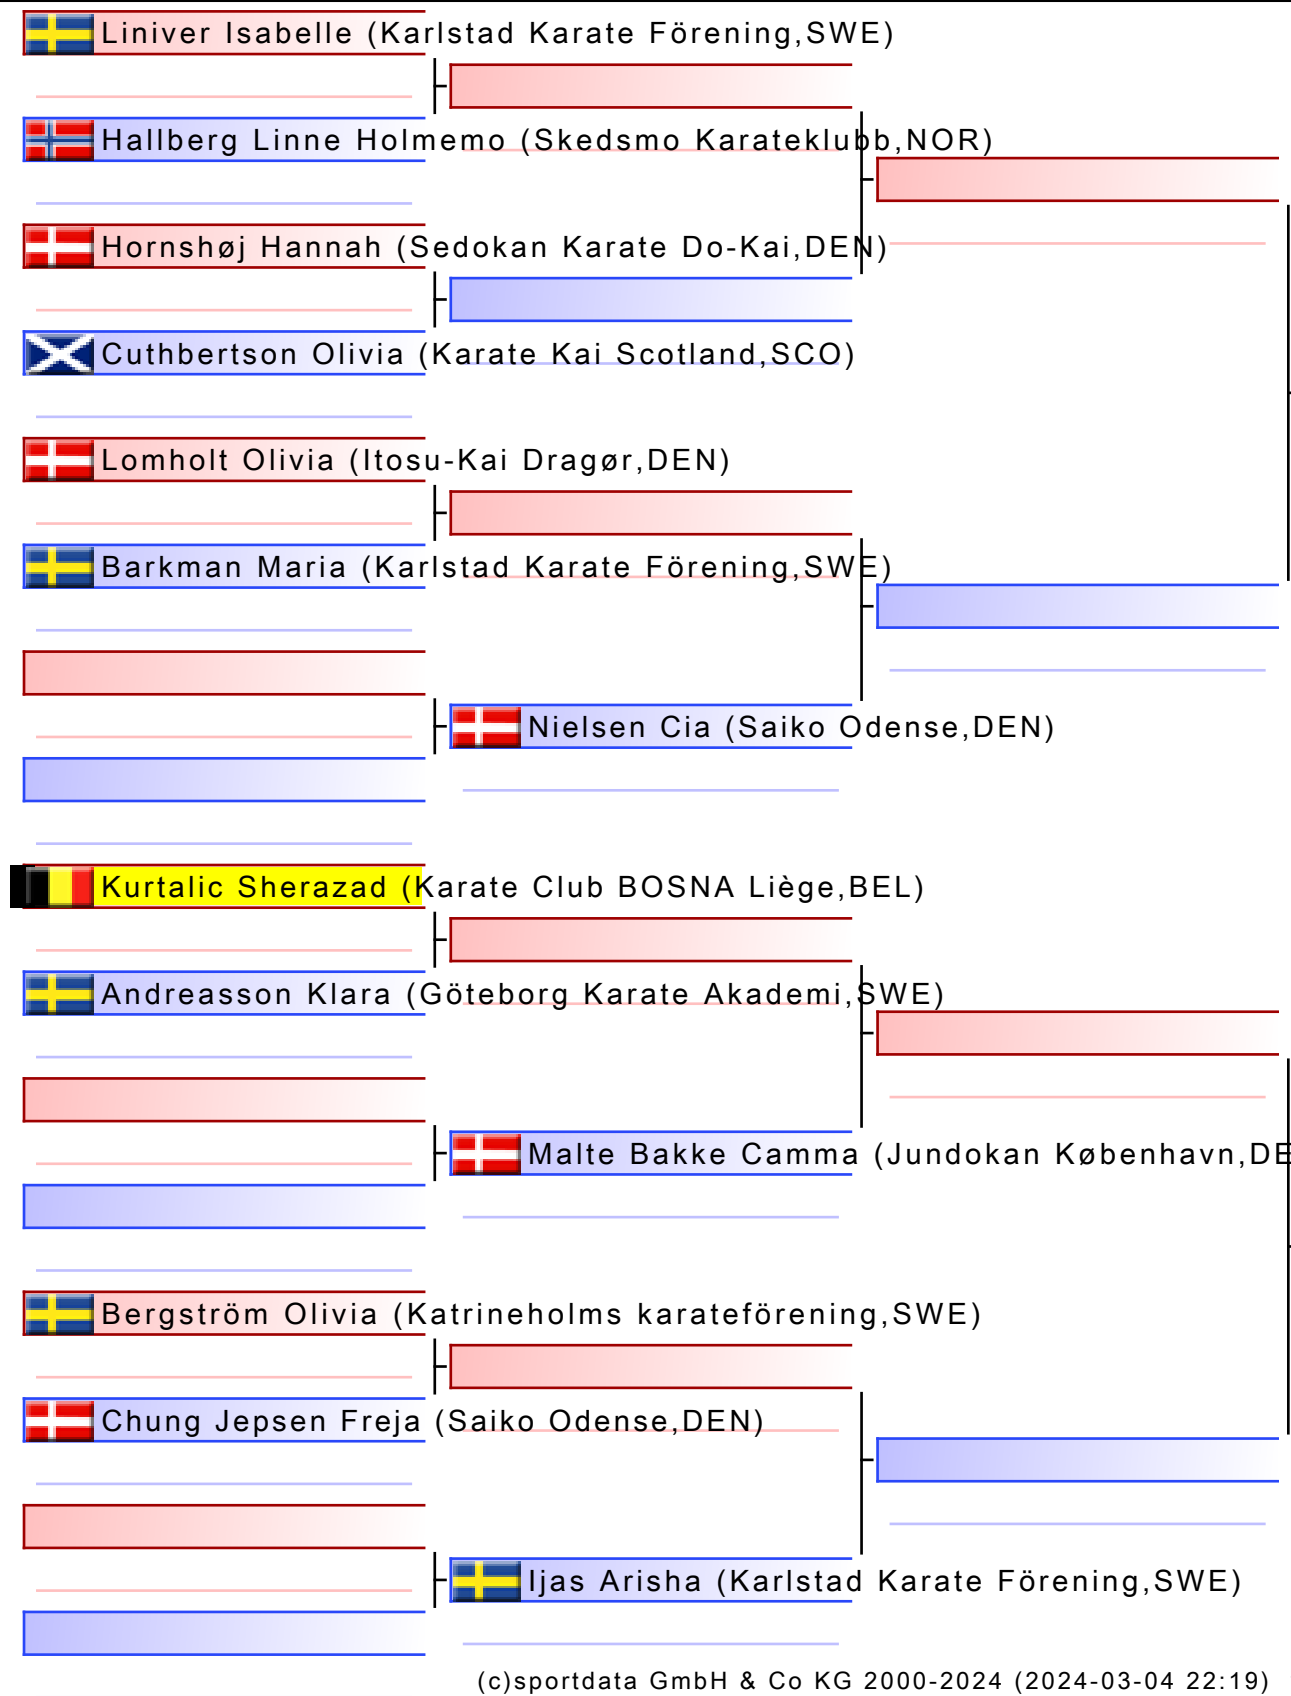 Liniver Isabelle (Karlstad Karate Förening,SWE)
Hallberg Linne Holmemo (Skedsmo Karateklubb,NOR)
Hornshøj Hannah (Sedokan Karate Do-Kai,DEN)
Cuthbertson Olivia (Karate Kai Scotland,SCO)
Lomholt Olivia (Itosu-Kai Dragør,DEN)
Barkman Maria (Karlstad Karate Förening,SWE)
Nielsen Cia (Saiko Odense,DEN)
Kurtalic Sherazad (Karate Club BOSNA Liège,BEL)
Andreasson Klara (Göteborg Karate Akademi,SWE)
Malte Bakke Camma (Jundokan København,DE
Bergström Olivia (Katrineholms karateförening,SWE)
Chung Jepsen Freja (Saiko Odense,DEN)
Ijas Arisha (Karlstad Karate Förening,SWE)
(c)sportdata GmbH & Co KG 2000-2024 (2024-03-04 22:19)